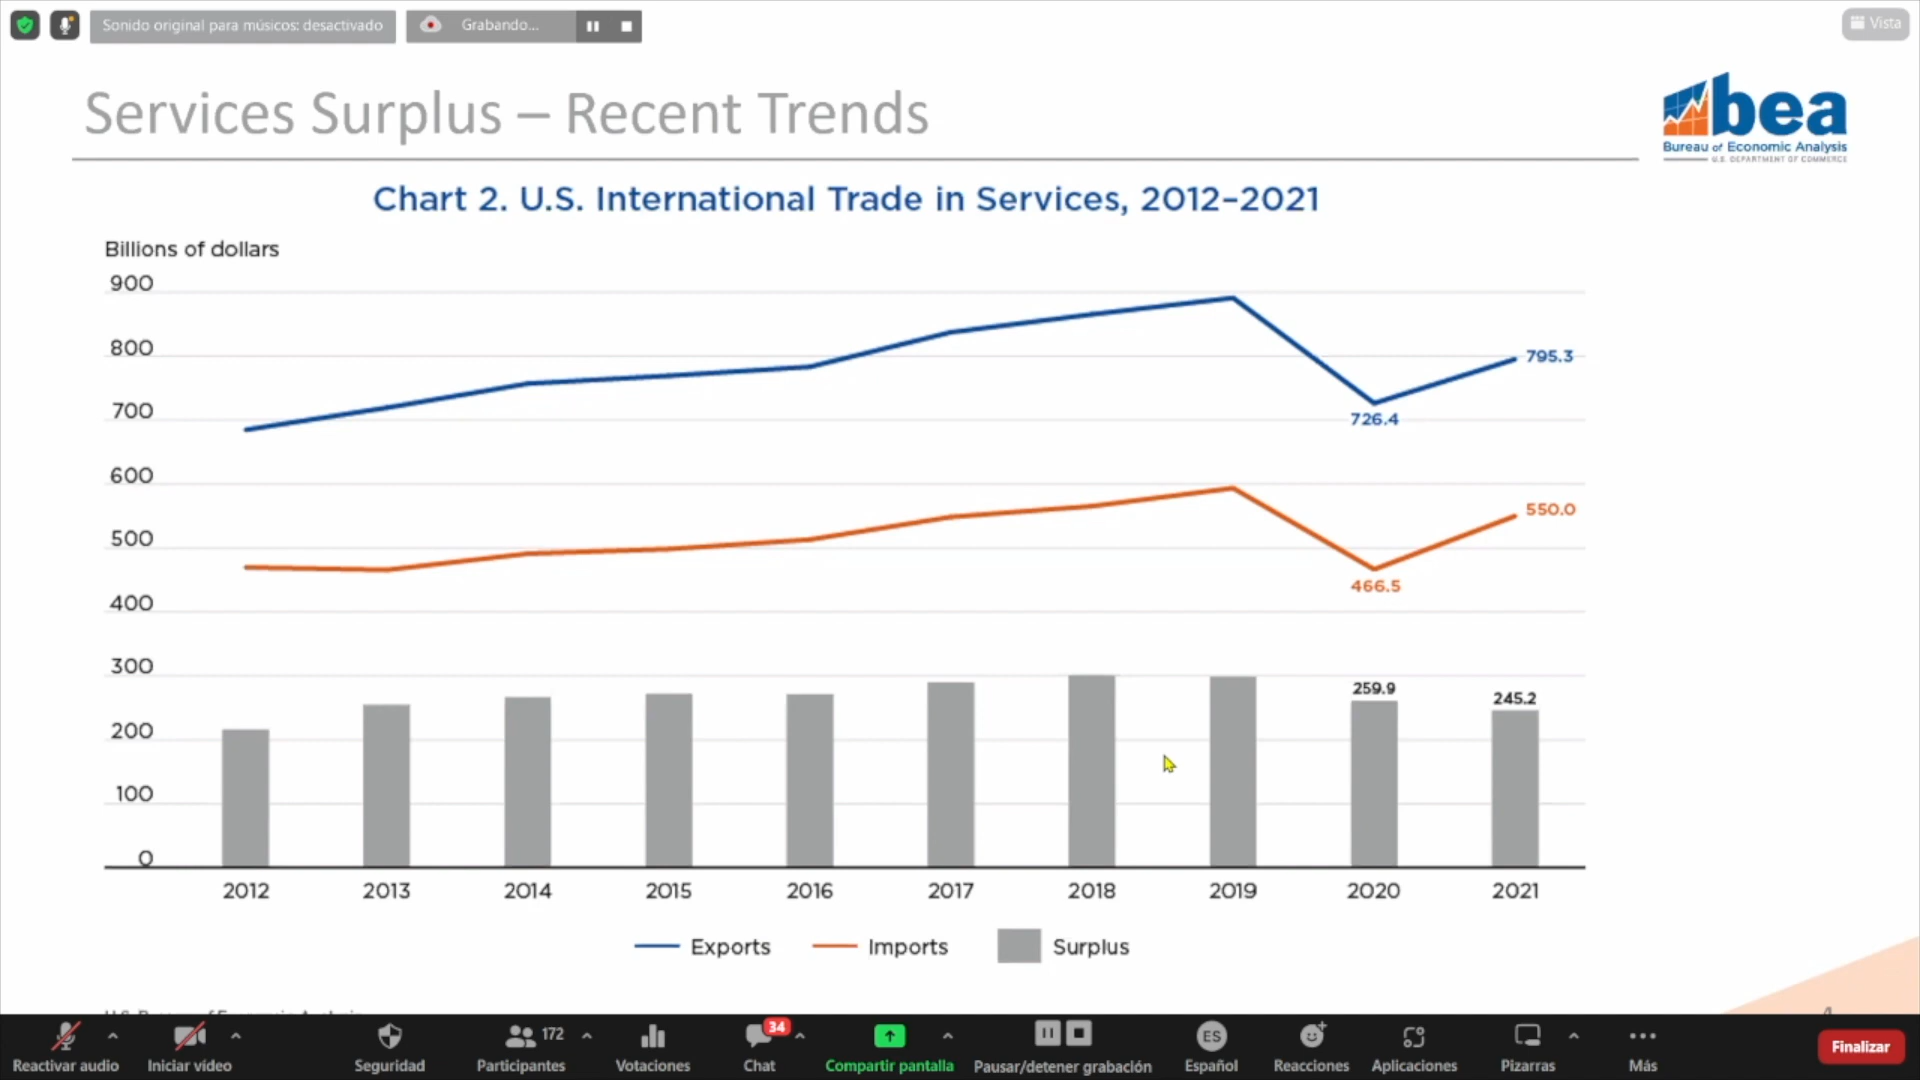 Sonido original para músicos: desactivado
Grabando...
Vista
Services Surplus – Recent Trends
bea
Bureau of Economic Analysis
U.S. DEPARTMENT OF COMMERCE
Chart 2. U.S. International Trade in Services, 2012–2021
Billions of dollars
900
800
700
600
500
400
300
200
100
0
795.3
726.4
550.0
466.5
259.9
245.2
2012 2013 2014 2015 2016 2017 2018 2019 2020 2021
Exports Imports Surplus
172
34
ES
Reactivar audio Iniciar vídeo Seguridad Participantes Votaciones Chat Compartir pantalla Pausar/detener grabación Español Reacciones Aplicaciones Pizarras Más
Finalizar